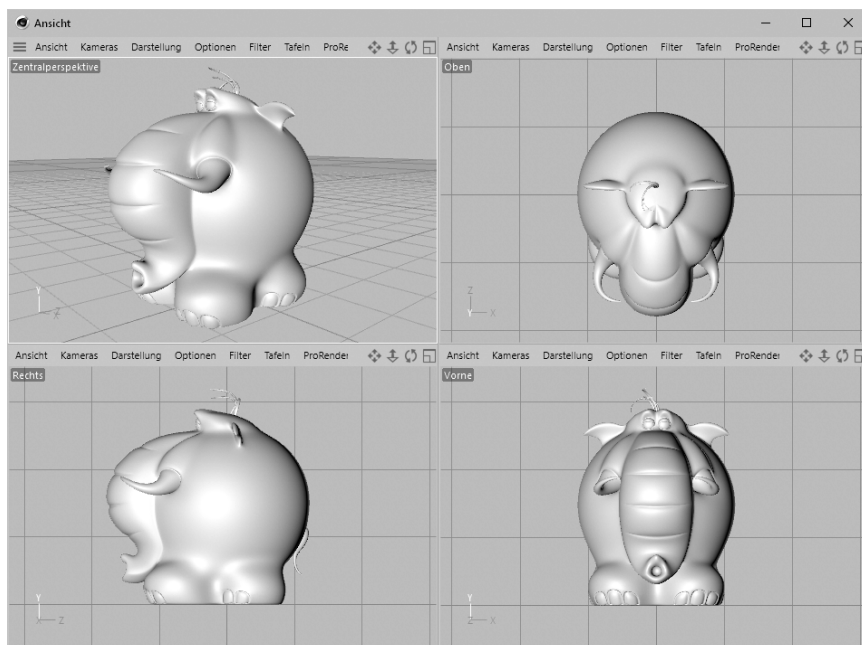 Ansicht
Ansicht Kameras Darstellung Optionen Filter Tafeln ProRe
Zentralperspektive
Y
Z
Ansicht Kameras Darstellung Optionen Filter Tafeln ProRender
Oben
Z
Y X
Ansicht Kameras Darstellung Optionen Filter Tafeln ProRender
Rechts
Y
X Z
Ansicht Kameras Darstellung Optionen Filter Tafeln ProRender
Vorne
Y
Z X